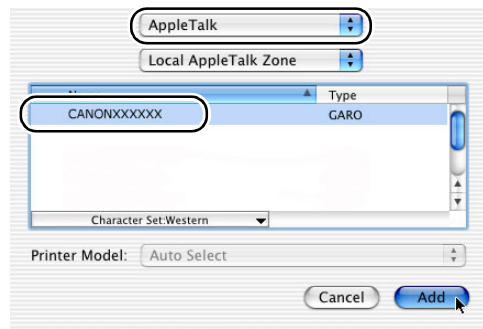 AppleTalk
Local AppleTalk Zone
Type
CANONXXXXXX GARO
Character Set:Western
Printer Model: Auto Select
Cancel Add